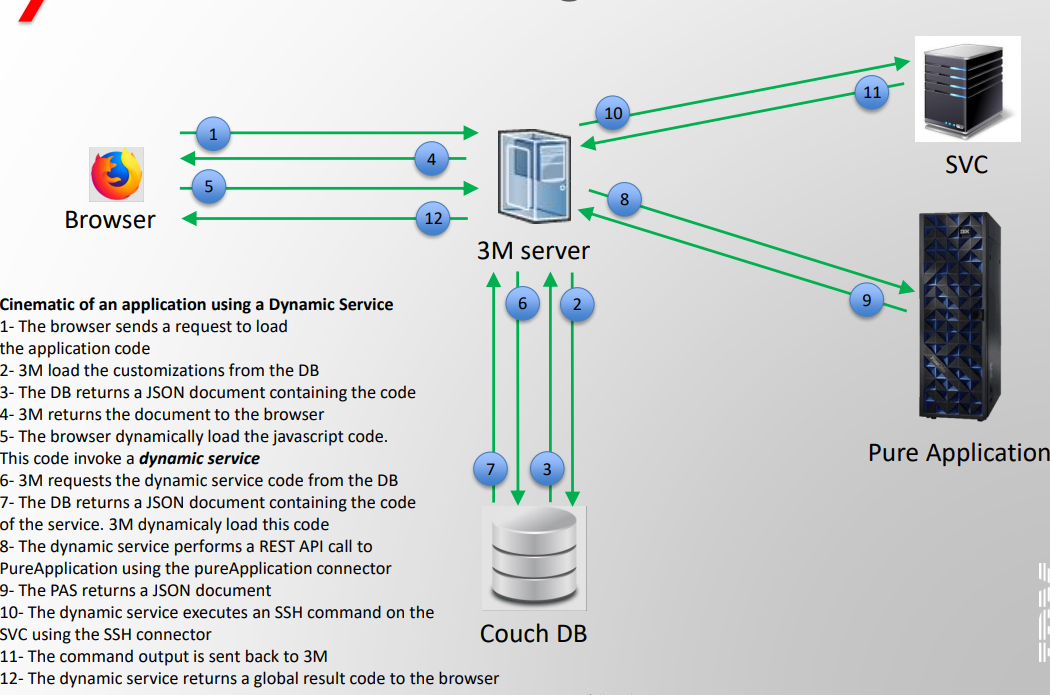 1
4
5
12
10
11
8
9
6
2
7
3
Browser
3M server
SVC
IBM
Pure Application
Couch DB
Cinematic of an application using a Dynamic Service
1- The browser sends a request to load
the application code
2- 3M load the customizations from the DB
3- The DB returns a JSON document containing the code
4- 3M returns the document to the browser
5- The browser dynamically load the javascript code.
This code invoke a dynamic service
6- 3M requests the dynamic service code from the DB
7- The DB returns a JSON document containing the code
of the service. 3M dynamicaly load this code
8- The dynamic service performs a REST API call to
PureApplication using the pureApplication connector
9- The PAS returns a JSON document
10- The dynamic service executes an SSH command on the
SVC using the SSH connector
11- The command output is sent back to 3M
12- The dynamic service returns a global result code to the browser